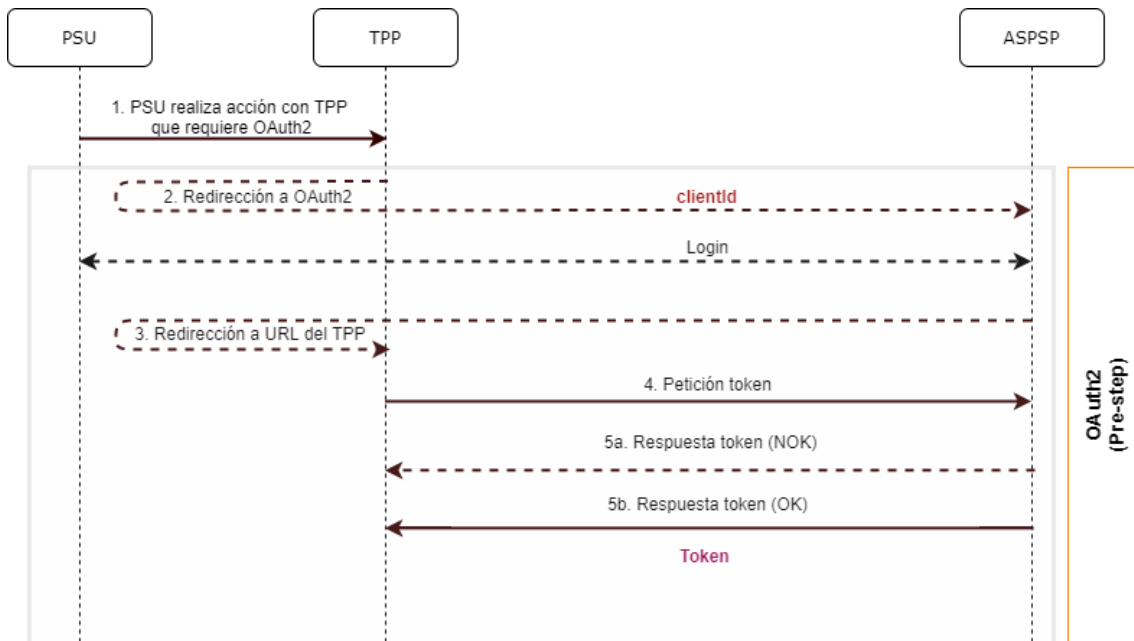 PSU
TPP
ASPSP
1. PSU realiza acción con TPP
que requiere OAuth2
2. Redirección a OAuth2
clientId
Login
3. Redirección a URL del TPP
4. Petición token
5a. Respuesta token (NOK)
5b. Respuesta token (OK)
Token
OAuth2
(Pre-step)